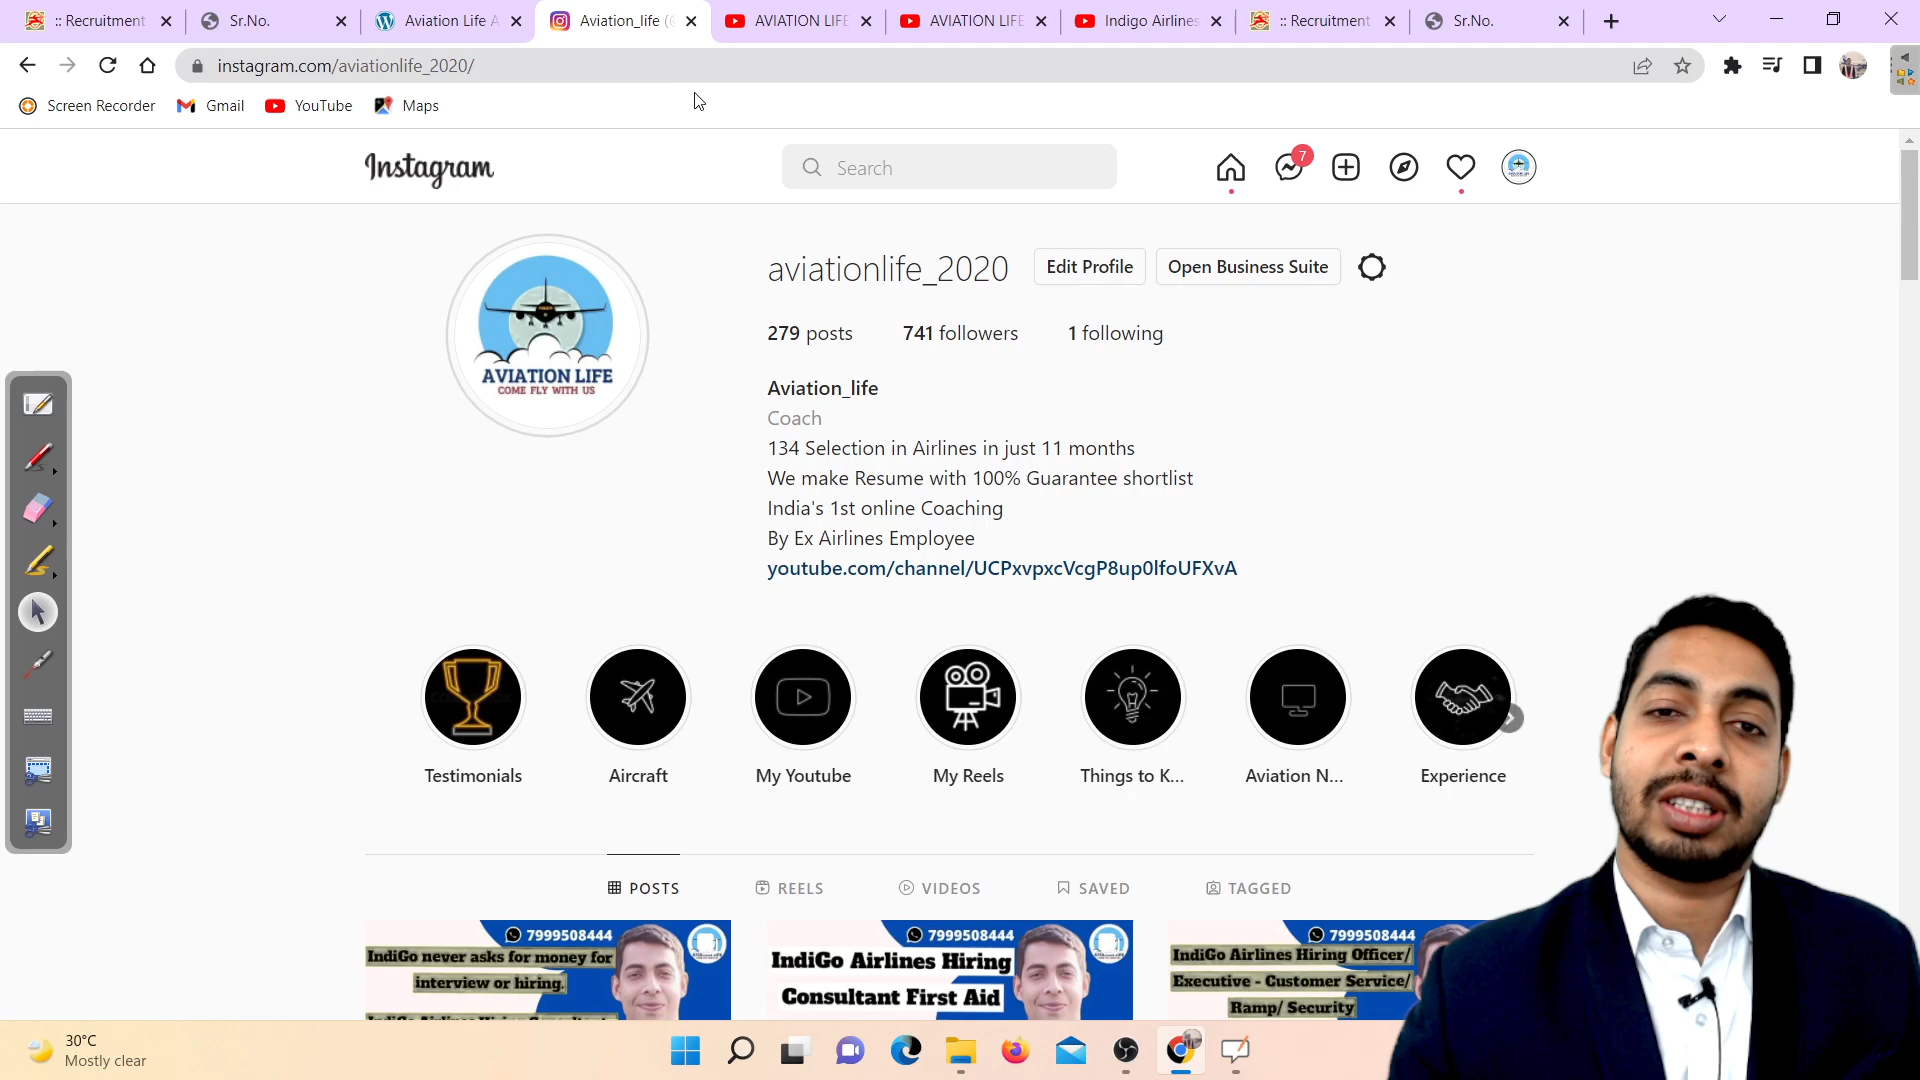 :: Recruitment
Sr.No.
Aviation Life A
Aviation_life (@
AVIATION LIFE
AVIATION LIFE
Indigo Airlines
:: Recruitment
Sr.No.
instagram.com/aviationlife_2020/
Screen Recorder
Gmail
YouTube
Maps
Instagram
Search
7
aviationlife_2020
Edit Profile
Open Business Suite
279 posts
741 followers
1 following
AVIATION LIFE
COME FLY WITH US
Aviation_life
Coach
134 Selection in Airlines in just 11 months
We make Resume with 100% Guarantee shortlist
India's 1st online Coaching
By Ex Airlines Employee
youtube.com/channel/UCPxvpxcVcgP8up0lfoUFXvA
Testimonials
Aircraft
My Youtube
My Reels
Things to K...
Aviation N...
Experience
POSTS
REELS
VIDEOS
SAVED
TAGGED
7999508444
IndiGo never asks for money for
interview or hiring.
7999508444
IndiGo Airlines Hiring
Consultant First Aid
7999508444
IndiGo Airlines Hiring Officer/
Executive - Customer Service/
Ramp/ Security
30°C
Mostly clear